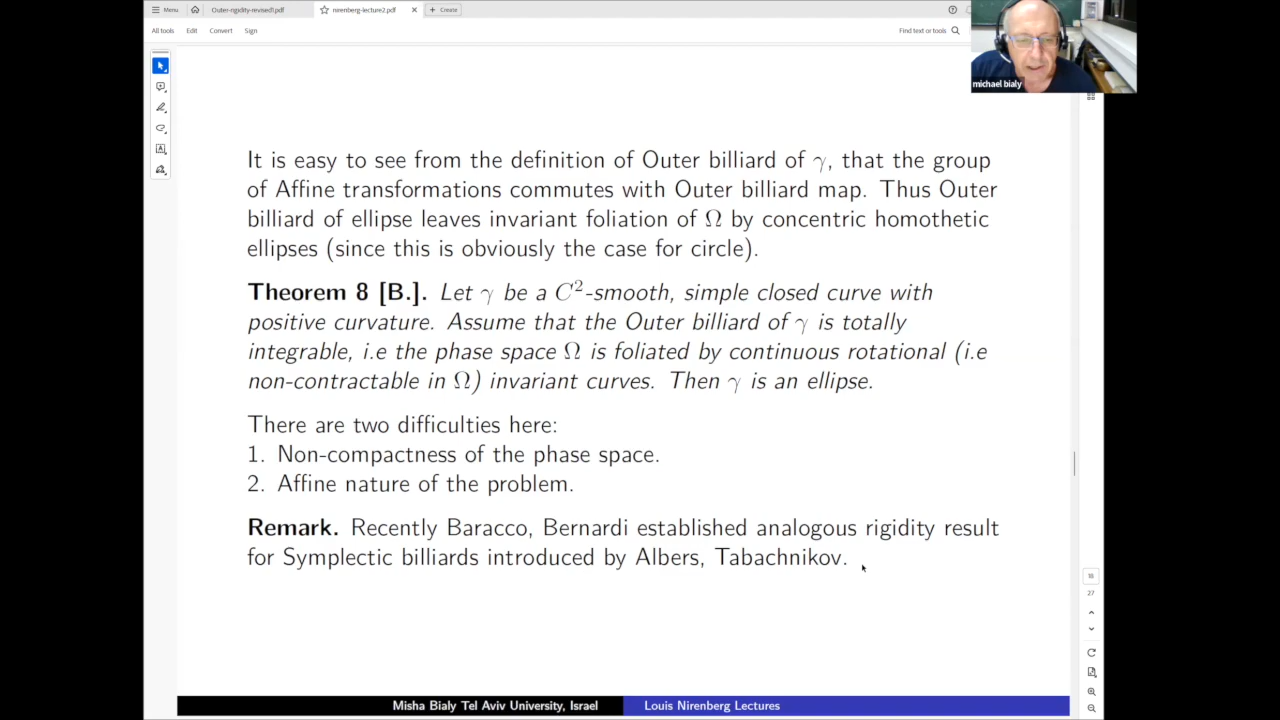 Menu Outer-rigidity-revised1.pdf nirenberg-lecture2.pdf × + Create
All tools Edit Convert Sign Find text or tools
michael bialy
It is easy to see from the definition of Outer billiard of γ, that the group
of Affine transformations commutes with Outer billiard map. Thus Outer
billiard of ellipse leaves invariant foliation of Ω by concentric homothetic
ellipses (since this is obviously the case for circle).
Theorem 8 [B.]. Let γ be a C²-smooth, simple closed curve with
positive curvature. Assume that the Outer billiard of γ is totally
integrable, i.e the phase space Ω is foliated by continuous rotational (i.e
non-contractable in Ω) invariant curves. Then γ is an ellipse.
There are two difficulties here:
1. Non-compactness of the phase space.
2. Affine nature of the problem.
Remark. Recently Baracco, Bernardi established analogous rigidity result
for Symplectic billiards introduced by Albers, Tabachnikov.
18
27
Misha Bialy Tel Aviv University, Israel Louis Nirenberg Lectures